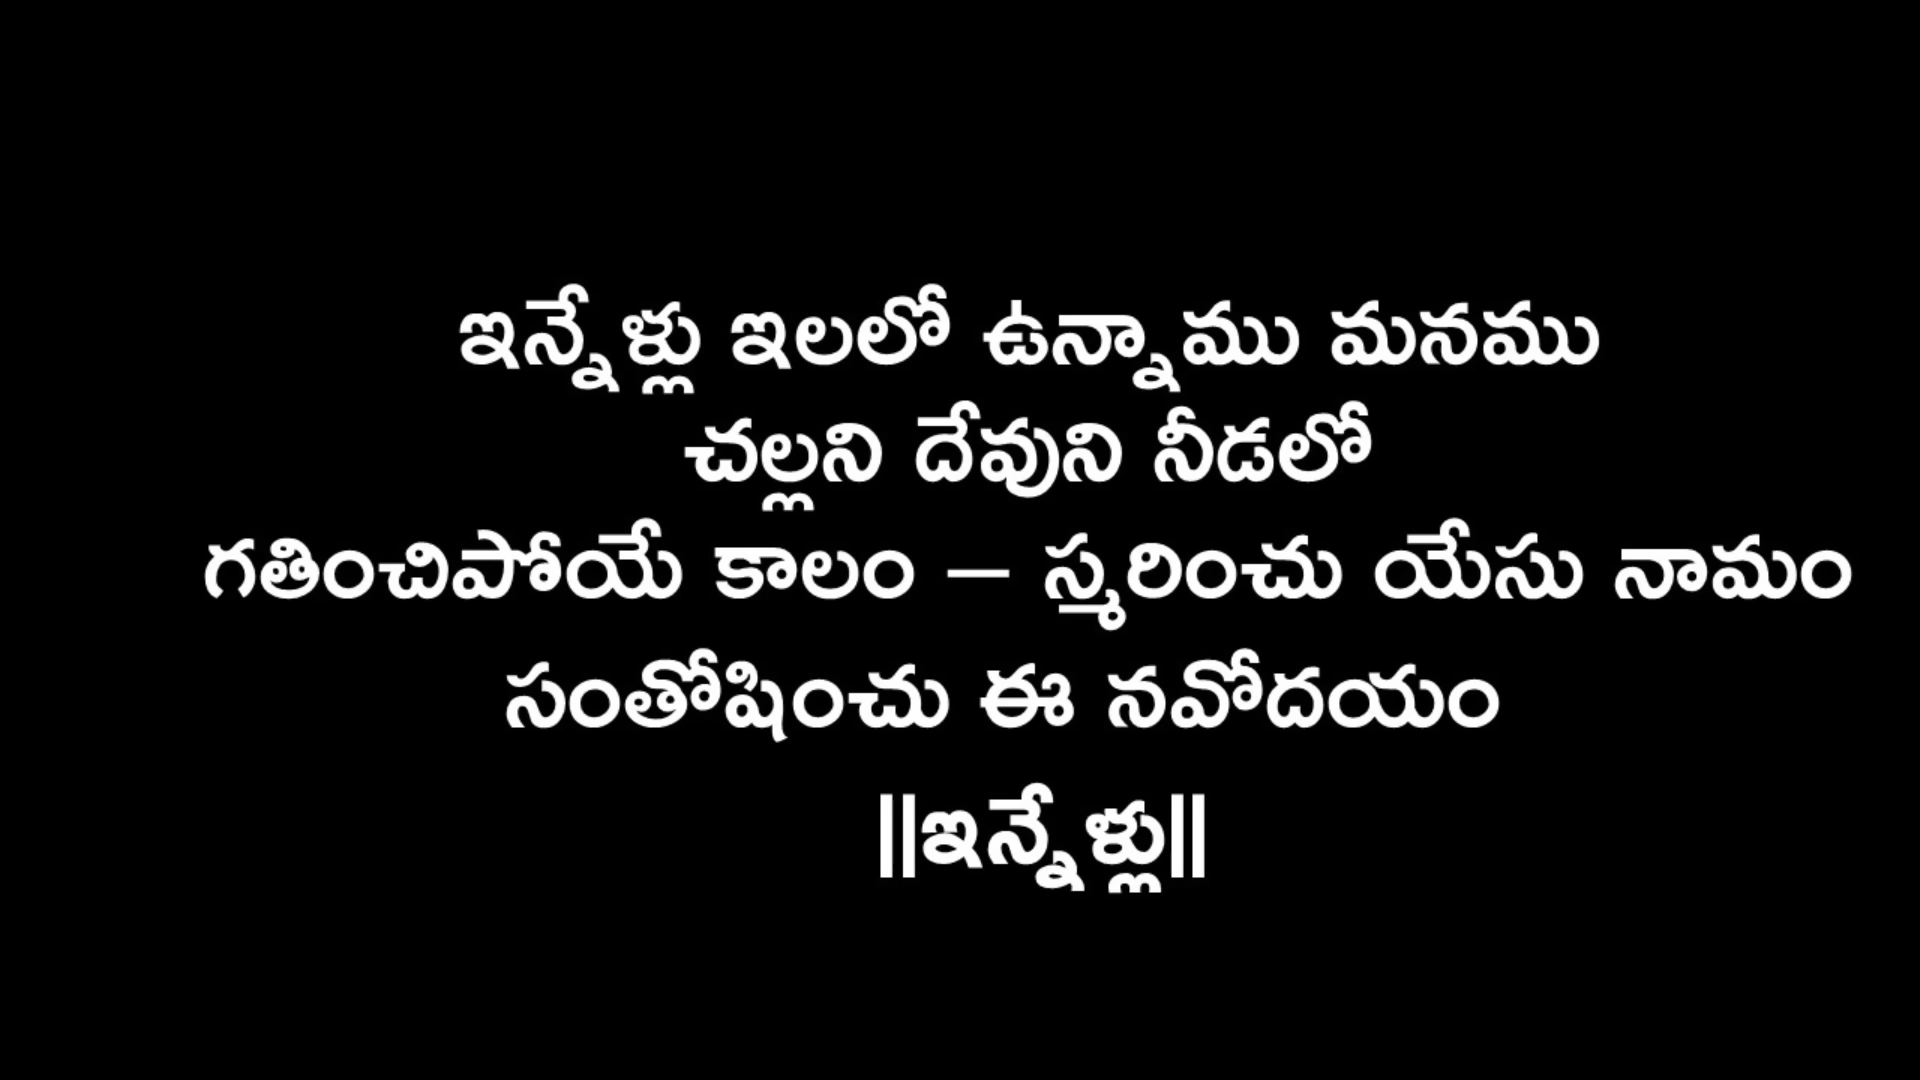 ఇన్నేళ్లు ఇలలో ఉన్నాము మనము
చల్లని దేవుని నీడలో
గతించిపోయే కాలం – స్మరించు యేసు నామం
సంతోషించు ఈ నవోదయం
||ఇన్నేళ్లు||